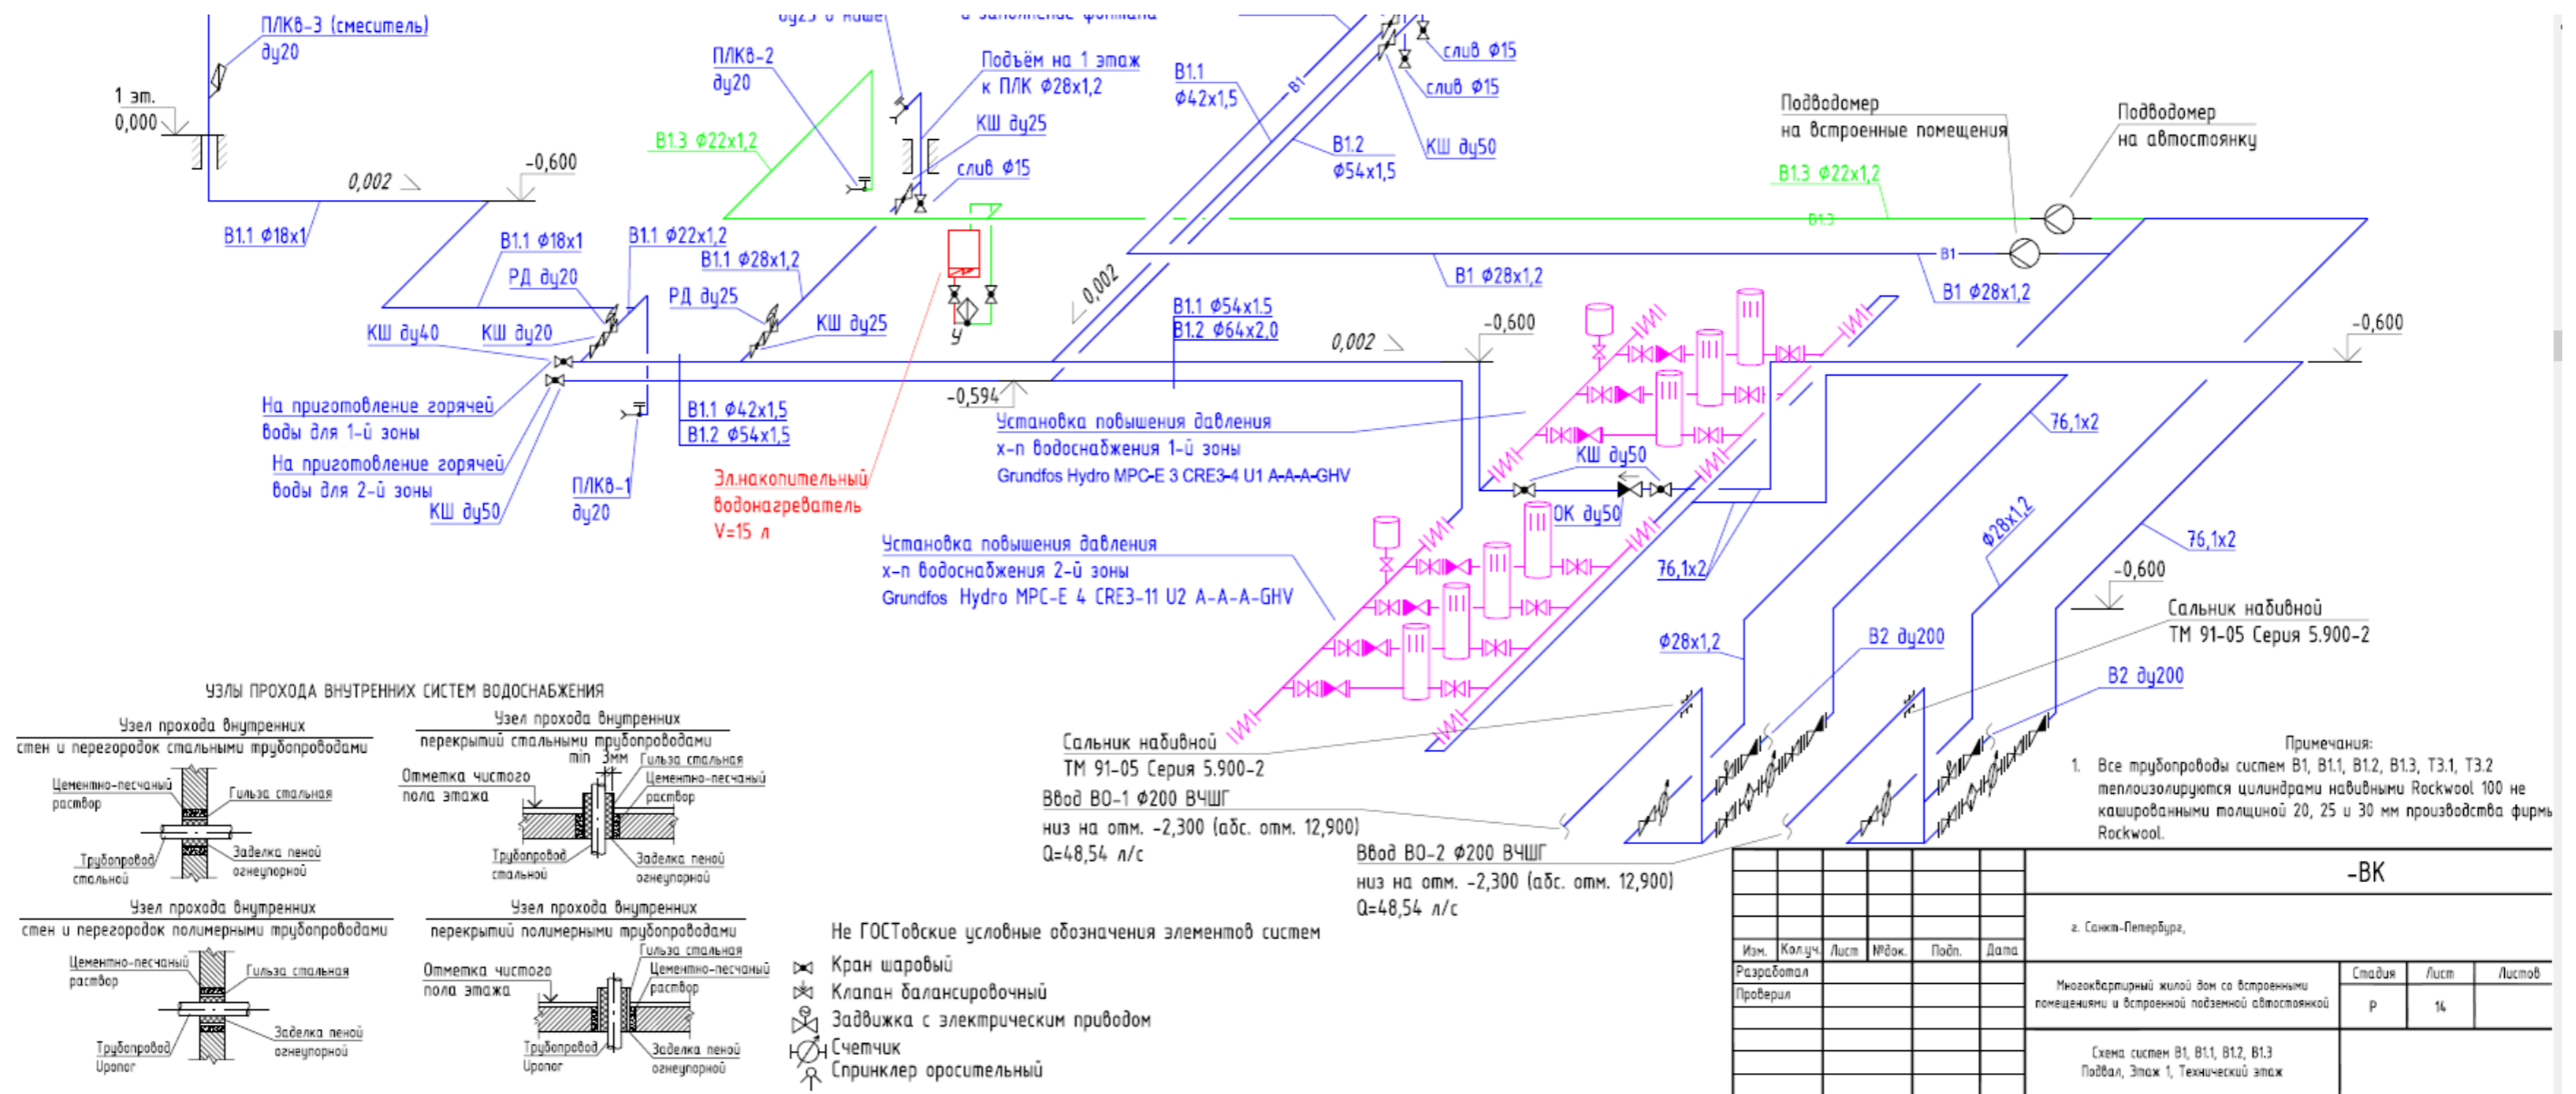 ПЛКв-3 (смеситель)
ду20
1 эт.
0,000
0,002
-0,600
В1.1 Ф18х1
ПЛКв-2
ду20
Подъём на 1 этаж
к ПЛК Ф28х1,2
КШ ду25
слив Ф15
В1.3 Ф22х1,2
В1.1
Ф42х1,5
В1
В1.2
Ф54х1,5
слив Ф15
слив Ф15
КШ ду50
Подводомер
на встроенные помещения
Подводомер
на автостоянку
В1.3 Ф22х1,2
В1.3
В1
В1 Ф28х1,2
В1 Ф28х1,2
В1.1 Ф18х1
В1.1 Ф22х1,2
РД ду20
В1.1 Ф28х1,2
РД ду25
КШ ду40
КШ ду20
КШ ду25
У
0,002
В1.1 Ф54х1.5
В1.2 Ф64х2,0
0,002
-0,600
-0,600
-0,594
На приготовление горячей
воды для 1-й зоны
На приготовление горячей
воды для 2-й зоны
КШ ду50
ПЛКв-1
ду20
В1.1 Ф42х1,5
В1.2 Ф54х1,5
Эл.накопительный
водонагреватель
V=15 л
Установка повышения давления
х-п водоснабжения 1-й зоны
Grundfos Hydro MPC-E 3 CRE3-4 U1 A-A-A-GHV
КШ ду50
ОК ду50
Установка повышения давления
х-п водоснабжения 2-й зоны
Grundfos Hydro MPC-E 4 CRE3-11 U2 A-A-A-GHV
76,1х2
76,1х2
Ф28х1,2
76,1х2
-0,600
Ф28х1,2
В2 ду200
В2 ду200
Сальник набивной
ТМ 91-05 Серия 5.900-2
Сальник набивной
ТМ 91-05 Серия 5.900-2
Ввод ВО-1 Ф200 ВЧШГ
низ на отм. -2,300 (абс. отм. 12,900)
Q=48,54 л/с
Ввод ВО-2 Ф200 ВЧШГ
низ на отм. -2,300 (абс. отм. 12,900)
Q=48,54 л/с
УЗЛЫ ПРОХОДА ВНУТРЕННИХ СИСТЕМ ВОДОСНАБЖЕНИЯ
Узел прохода внутренних
стен и перегородок стальными трубопроводами
Цементно-песчаный
раствор
Гильза стальная
Трубопровод
стальной
Заделка пеной
огнеупорной
Узел прохода внутренних
перекрытий стальными трубопроводами
min 3мм
Отметка чистого
пола этажа
Гильза стальная
Цементно-песчаный
раствор
Трубопровод
стальной
Заделка пеной
огнеупорной
Узел прохода внутренних
стен и перегородок полимерными трубопроводами
Цементно-песчаный
раствор
Гильза стальная
Трубопровод
Uponor
Заделка пеной
огнеупорной
Узел прохода внутренних
перекрытий полимерными трубопроводами
Отметка чистого
пола этажа
Гильза стальная
Цементно-песчаный
раствор
Трубопровод
Uponor
Заделка пеной
огнеупорной
Не ГОСТовские условные обозначения элементов систем
Кран шаровый
Клапан балансировочный
Задвижка с электрическим приводом
Счетчик
Спринклер оросительный
Примечания:
1. Все трубопроводы систем В1, В1.1, В1.2, В1.3, Т3.1, Т3.2
теплоизолируются цилиндрами навивными Rockwool 100 не
кашированными толщиной 20, 25 и 30 мм производства фирмы
Rockwool.
-ВК
г. Санкт-Петербург,
Изм. Кол.уч. Лист №док. Подп. Дата
Разработал
Проверил
Многоквартирный жилой дом со встроенными
помещениями и встроенной подземной автостоянкой
Стадия Лист Листов
Р 14
Схема систем В1, В1.1, В1.2, В1.3
Подвал, Этаж 1, Технический этаж